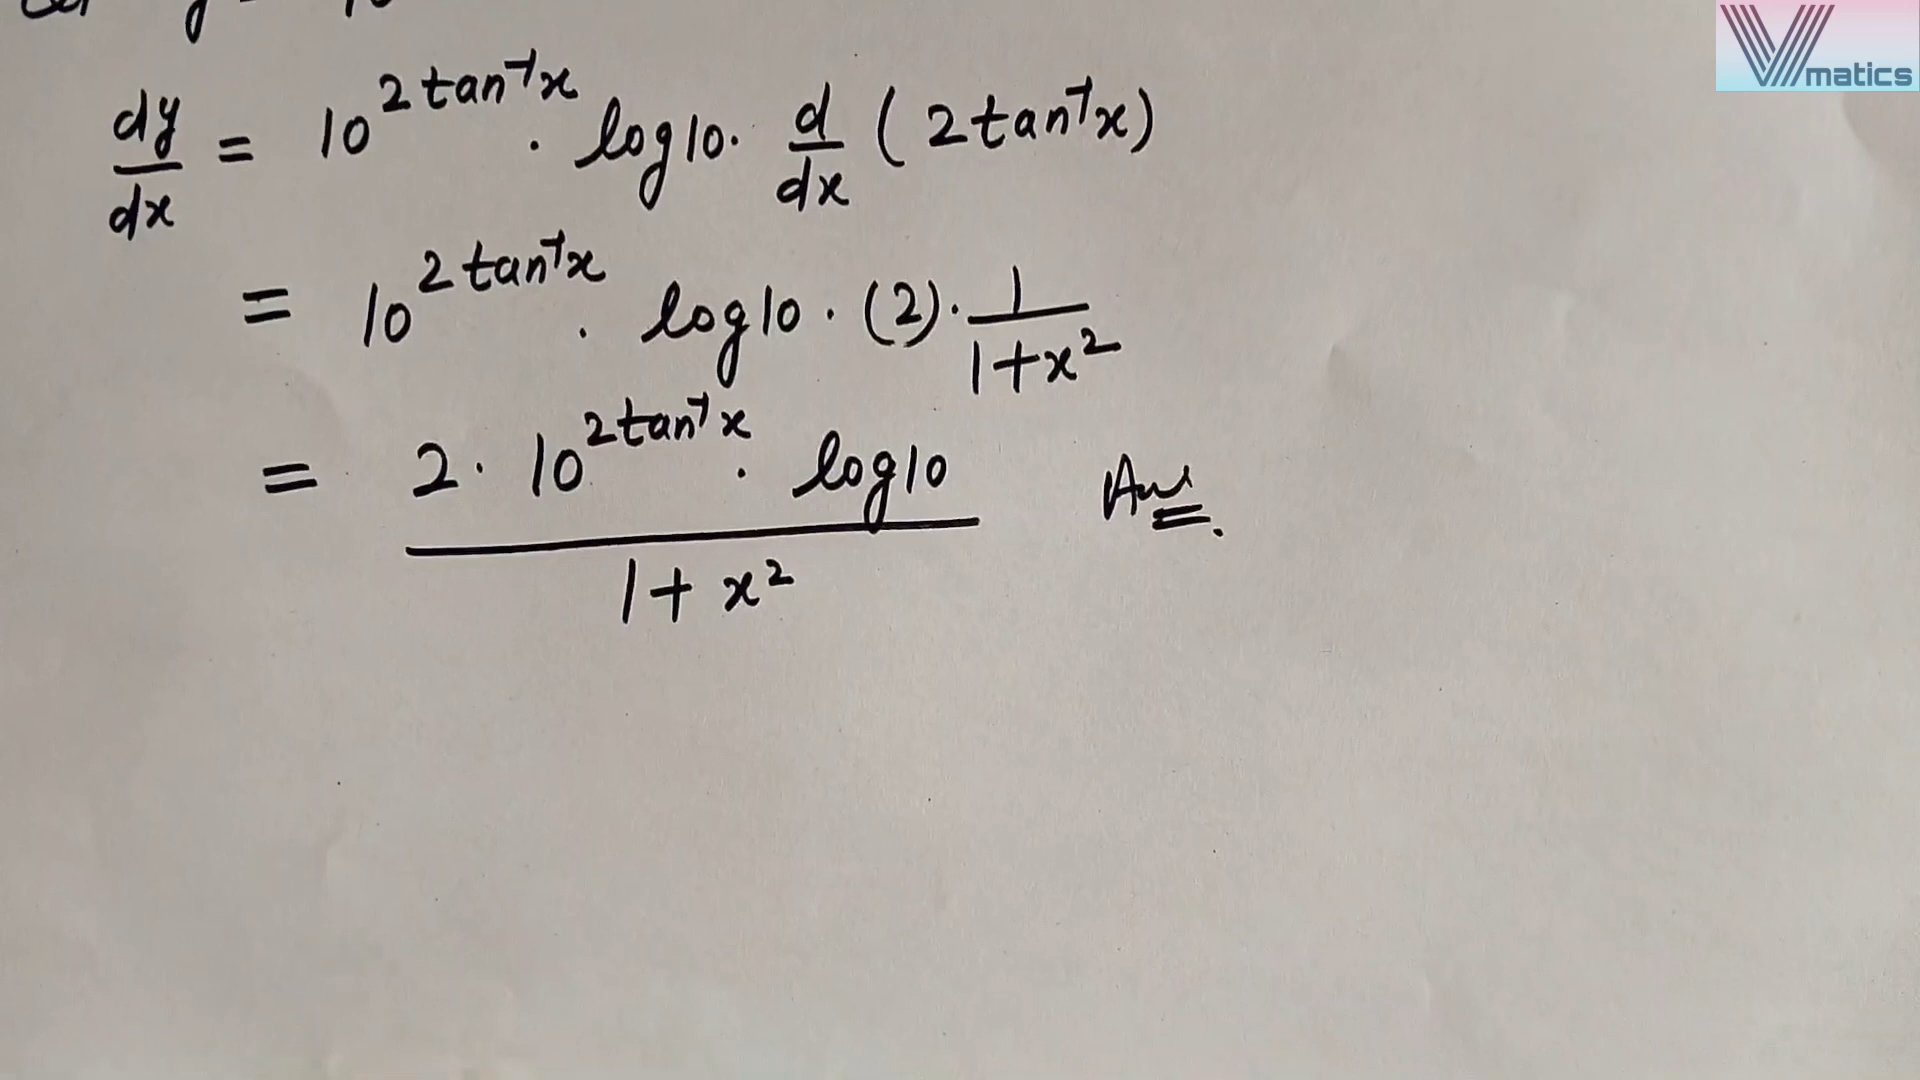 Vmatics
dy/dx = 10^(2tan⁻¹x) · log10 · d/dx (2tan⁻¹x)
= 10^(2tan⁻¹x) · log10 · (2) · 1/(1+x²)
= 2 · 10^(2tan⁻¹x) · log10 / (1+x²) Ans.